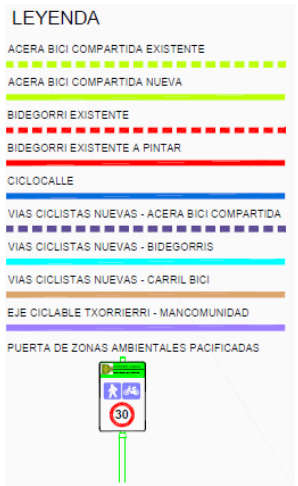 LEYENDA
ACERA BICI COMPARTIDA EXISTENTE
ACERA BICI COMPARTIDA NUEVA
BIDEGORRI EXISTENTE
BIDEGORRI EXISTENTE A PINTAR
CICLOCALLE
VIAS CICLISTAS NUEVAS - ACERA BICI COMPARTIDA
VIAS CICLISTAS NUEVAS - BIDEGORRIS
VIAS CICLISTAS NUEVAS - CARRIL BICI
EJE CICLABLE TXORRIERRI - MANCOMUNIDAD
PUERTA DE ZONAS AMBIENTALES PACIFICADAS
30